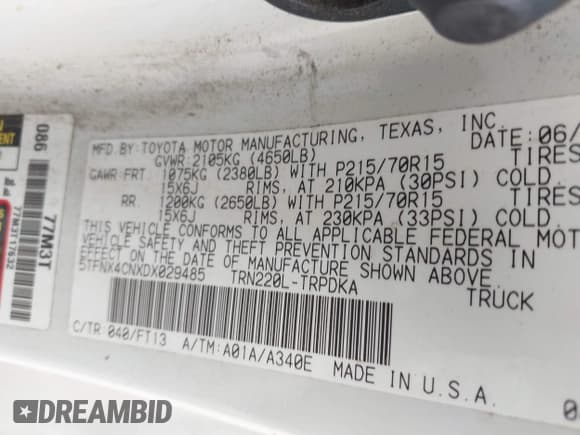 MFD. BY: TOYOTA MOTOR MANUFACTURING, TEXAS, INC. DATE: 06/
GVWR: 2105KG (4650LB)
GAWR: FRT. 1075KG (2380LB) WITH P215/70R15 TIRES
15X6J RIMS, AT 210KPA (30PSI) COLD.
RR. 1200KG (2650LB) WITH P215/70R15 TIRES
15X6J RIMS, AT 230KPA (33PSI) COLD.
THIS VEHICLE CONFORMS TO ALL APPLICABLE FEDERAL MOT
VEHICLE SAFETY AND THEFT PREVENTION STANDARDS IN
EFFECT ON THE DATE OF MANUFACTURE SHOWN ABOVE.
5TFNX4CNXDX029485 TRN220L-TRPDKA TRUCK
C/TR:040/FT13 A/TM:A01A/A340E
MADE IN U.S.A.
086
77M3T
DREAMBID